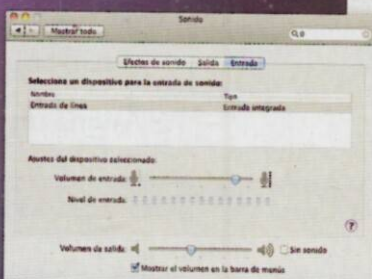 Sonido
Mostrar todo
Efectos de sonido Salida Entrada
Selecciona un dispositivo para la entrada de sonido:
Nombre Tipo
Entrada de línea Entrada integrada
Ajustes del dispositivo seleccionado:
Volumen de entrada:
Nivel de entrada:
?
Volumen de salida: Sin sonido
Mostrar el volumen en la barra de menús